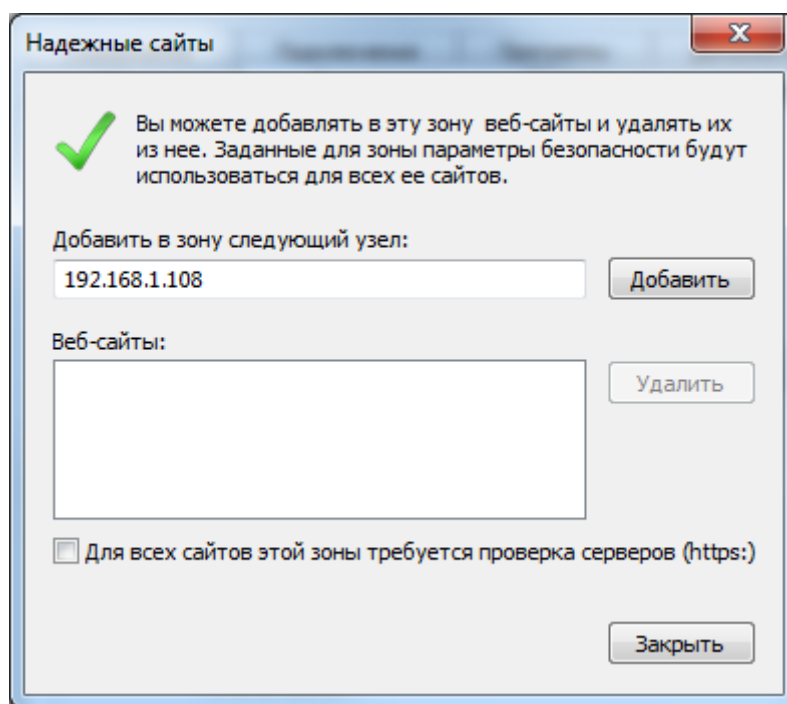 Надежные сайты
Вы можете добавлять в эту зону веб-сайты и удалять их
из нее. Заданные для зоны параметры безопасности будут
использоваться для всех ее сайтов.
Добавить в зону следующий узел:
192.168.1.108
Добавить
Веб-сайты:
Удалить
Для всех сайтов этой зоны требуется проверка серверов (https:)
Закрыть